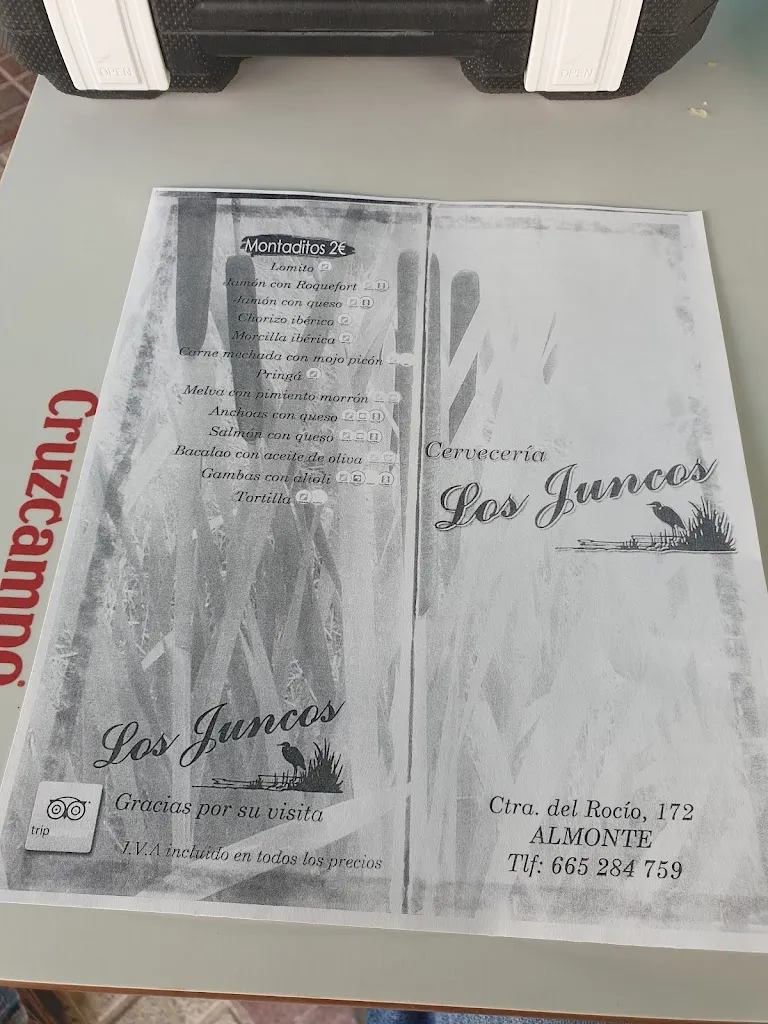 OPEN
OPEN
Cruzcampo
Montaditos 2€
Lomito
Jamón con Roquefort
Jamón con queso
Chorizo ibérico
Morcilla ibérica
Carne mechada con mojo picón
Pringá
Melva con pimiento morrón
Anchoas con queso
Salmón con queso
Bacalao con aceite de oliva
Gambas con alioli
Tortilla
Los Juncos
Gracias por su visita
trip
I.V.A incluido en todos los precios
Cervecería
Los Juncos
Ctra. del Rocío, 172
ALMONTE
Tlf: 665 284 759